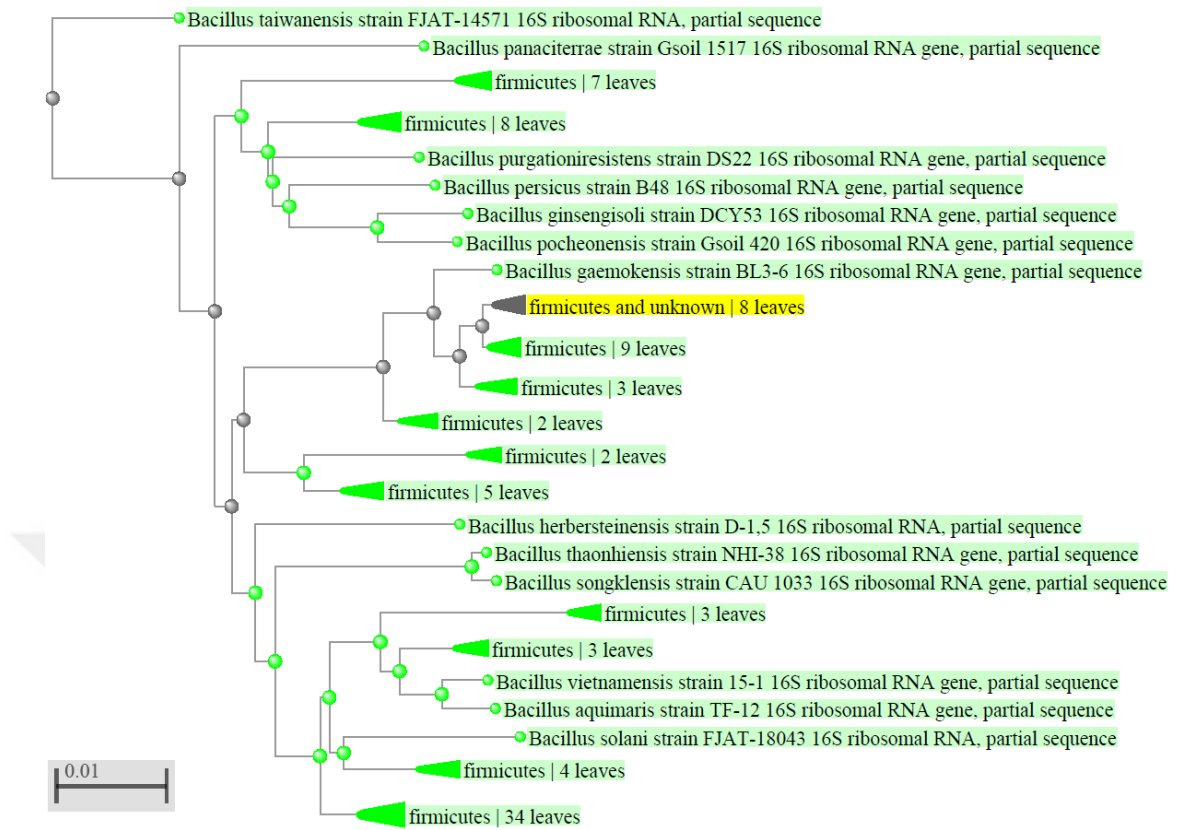 Bacillus taiwanensis strain FJAT-14571 16S ribosomal RNA, partial sequence
Bacillus panaciterrae strain Gsoil 1517 16S ribosomal RNA gene, partial sequence
firmicutes | 7 leaves
firmicutes | 8 leaves
Bacillus purgationiresistens strain DS22 16S ribosomal RNA gene, partial sequence
Bacillus persicus strain B48 16S ribosomal RNA gene, partial sequence
Bacillus ginsengisoli strain DCY53 16S ribosomal RNA gene, partial sequence
Bacillus pocheonensis strain Gsoil 420 16S ribosomal RNA gene, partial sequence
Bacillus gaemokensis strain BL3-6 16S ribosomal RNA gene, partial sequence
firmicutes and unknown | 8 leaves
firmicutes | 9 leaves
firmicutes | 3 leaves
firmicutes | 2 leaves
firmicutes | 2 leaves
firmicutes | 5 leaves
Bacillus herbersteinensis strain D-1,5 16S ribosomal RNA, partial sequence
Bacillus thaonhiensis strain NHI-38 16S ribosomal RNA gene, partial sequence
Bacillus songklensis strain CAU 1033 16S ribosomal RNA gene, partial sequence
firmicutes | 3 leaves
firmicutes | 3 leaves
Bacillus vietnamensis strain 15-1 16S ribosomal RNA gene, partial sequence
Bacillus aquimaris strain TF-12 16S ribosomal RNA gene, partial sequence
Bacillus solani strain FJAT-18043 16S ribosomal RNA, partial sequence
firmicutes | 4 leaves
0.01
firmicutes | 34 leaves